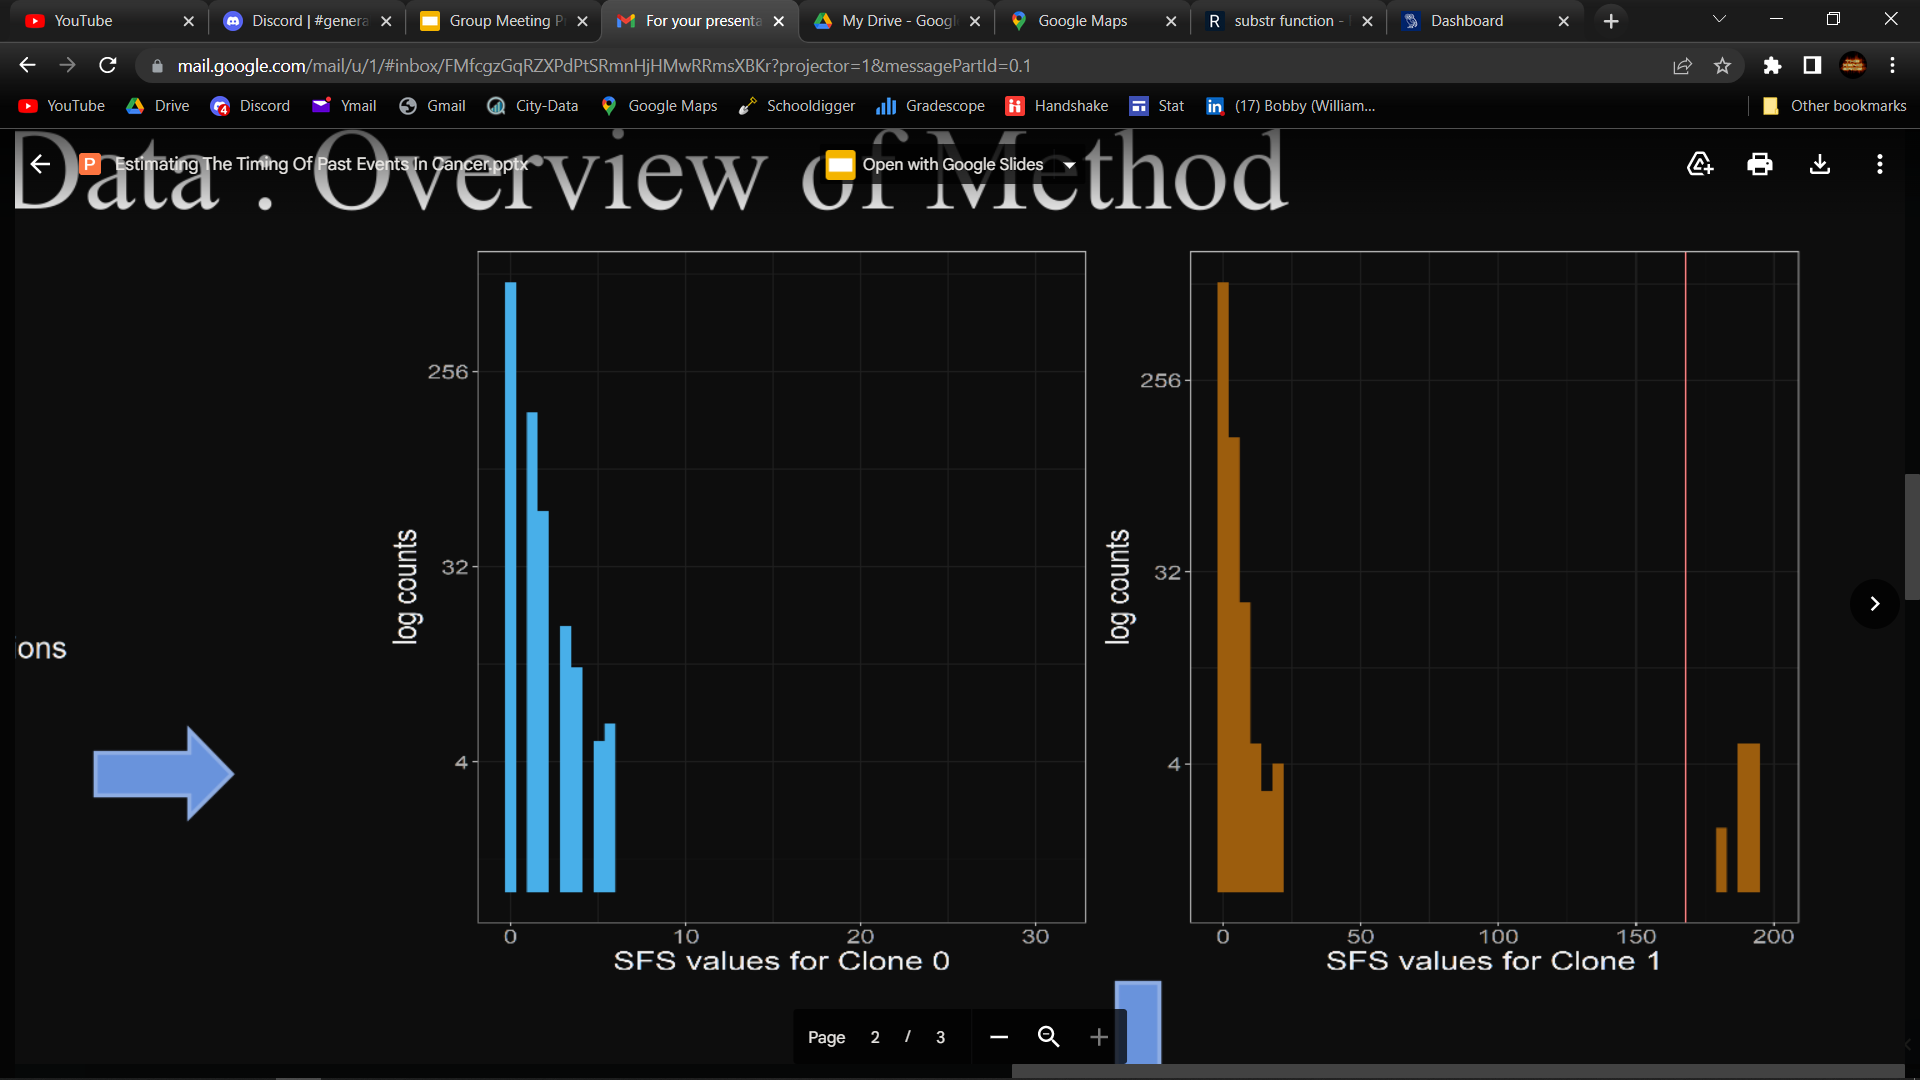 YouTube
Discord | #genera
Group Meeting P
For your presenta
My Drive - Googl
Google Maps
R substr function -
Dashboard
mail.google.com/mail/u/1/#inbox/FMfcgzGqRZXPdPtSRmnHjHMwRRmsXBKr?projector=1&messagePartId=0.1
YouTube Drive Discord Ymail Gmail City-Data Google Maps Schooldigger Gradescope Handshake Stat (17) Bobby (William... Other bookmarks
Data : Overview of Method
P Estimating The Timing Of Past Events In Cancer.pptx
Open with Google Slides
ons
log counts
256
32
4
0 10 20 30
SFS values for Clone 0
log counts
256
32
4
0 50 100 150 200
SFS values for Clone 1
Page 2 / 3